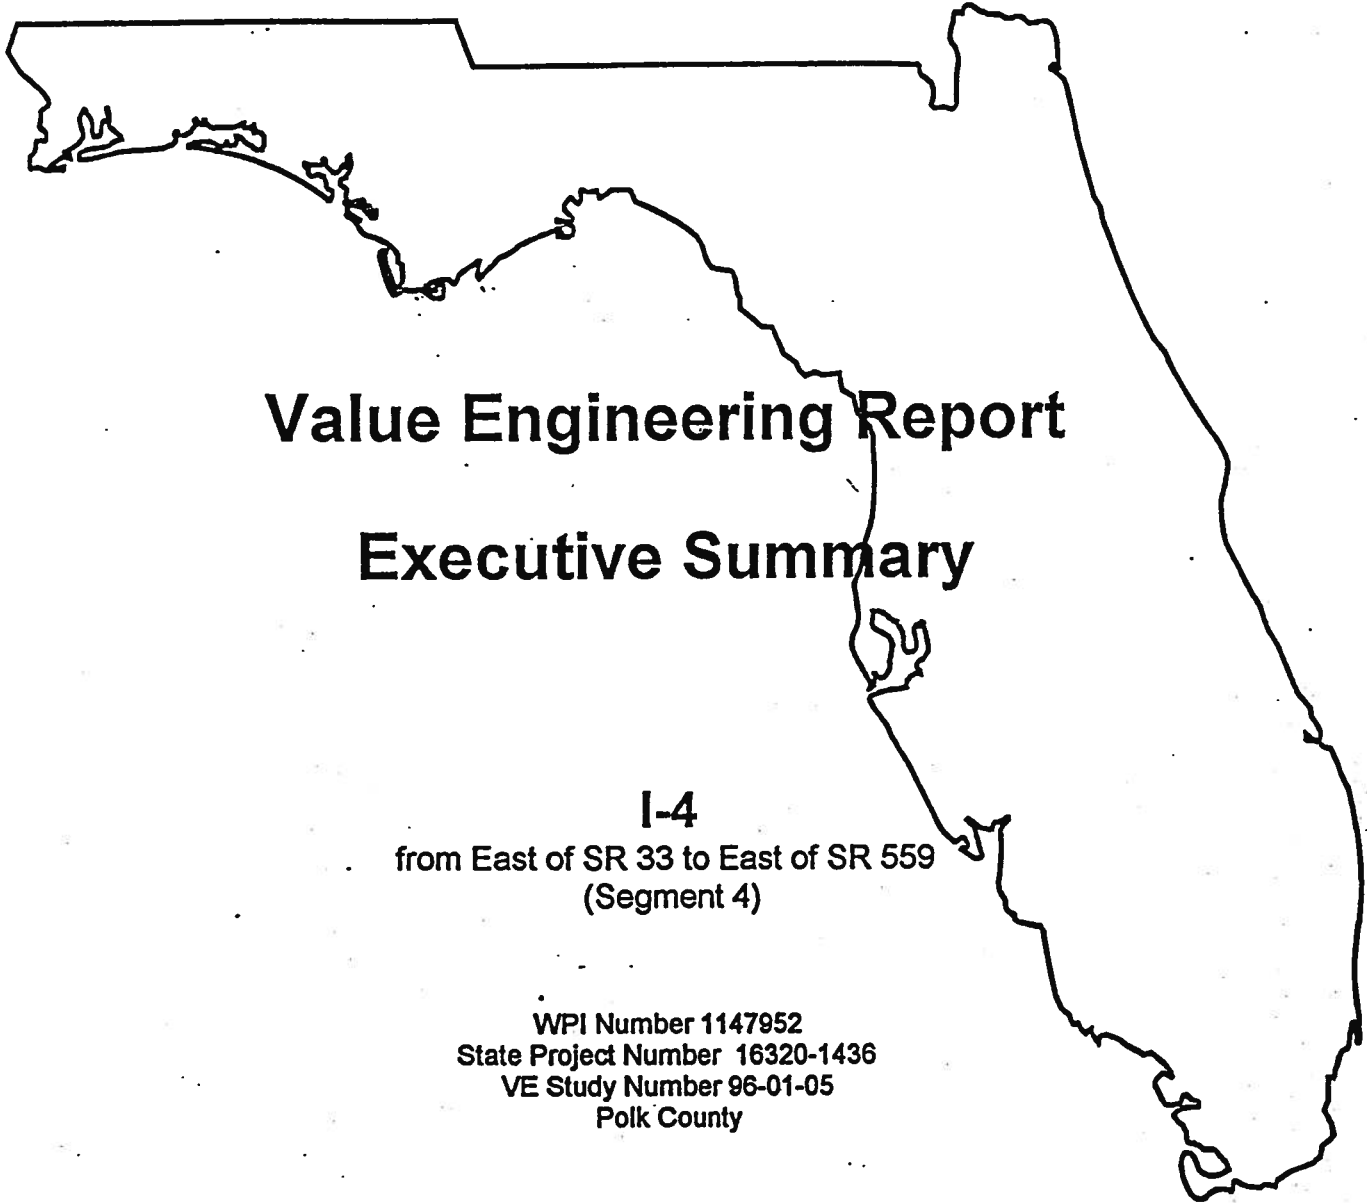 Value Engineering Report
Executive Summary
I-4
from East of SR 33 to East of SR 559
(Segment 4)
WPI Number 1147952
State Project Number 16320-1436
VE Study Number 96-01-05
Polk County